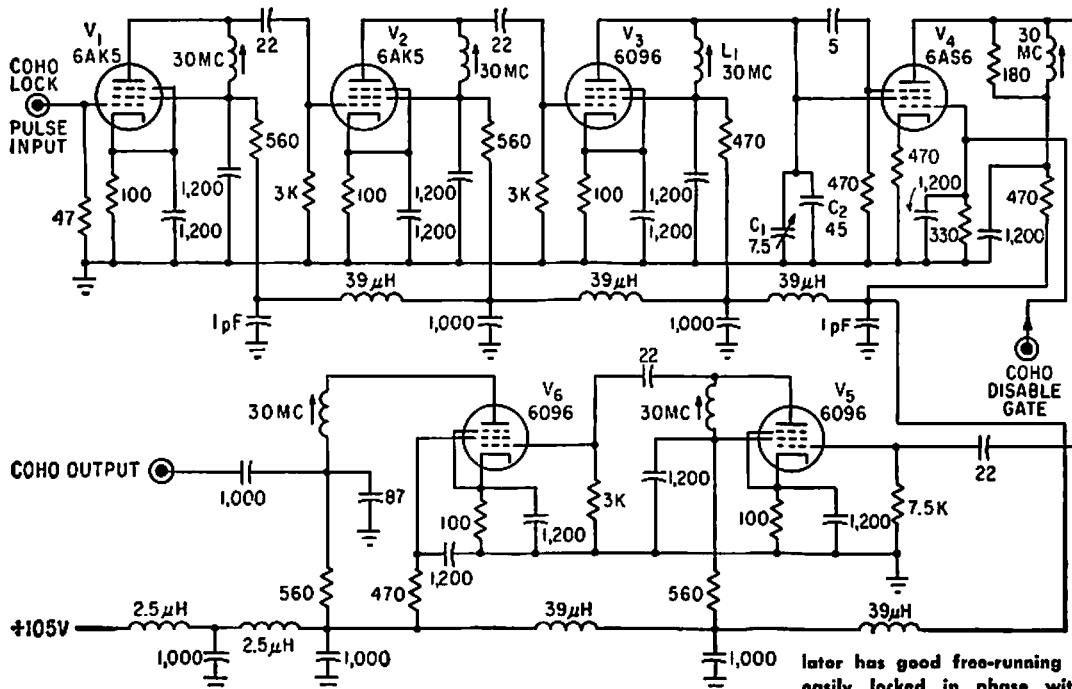 V1
6AK5
COHO
LOCK
PULSE
INPUT
47
100
1,200
1,200
30MC
22
560
3K
V2
6AK5
100
1,200
1,200
30MC
22
560
3K
V3
6096
100
1,200
1,200
L1
30MC
470
5
C1
7.5
C2
45
470
V4
6AS6
470
1,200
330
180
30
MC
470
1,200
39µH
39µH
39µH
1pF
1,000
1,000
1pF
COHO
DISABLE
GATE
30MC
V6
6096
22
30MC
V5
6096
COHO OUTPUT
1,000
87
100
1,200
3K
1,200
100
1,200
7.5K
22
1,200
560
470
560
2.5µH
+105V
2.5µH
39µH
39µH
1,000
1,000
1,000
lator has good free-running
easily locked in phase wit